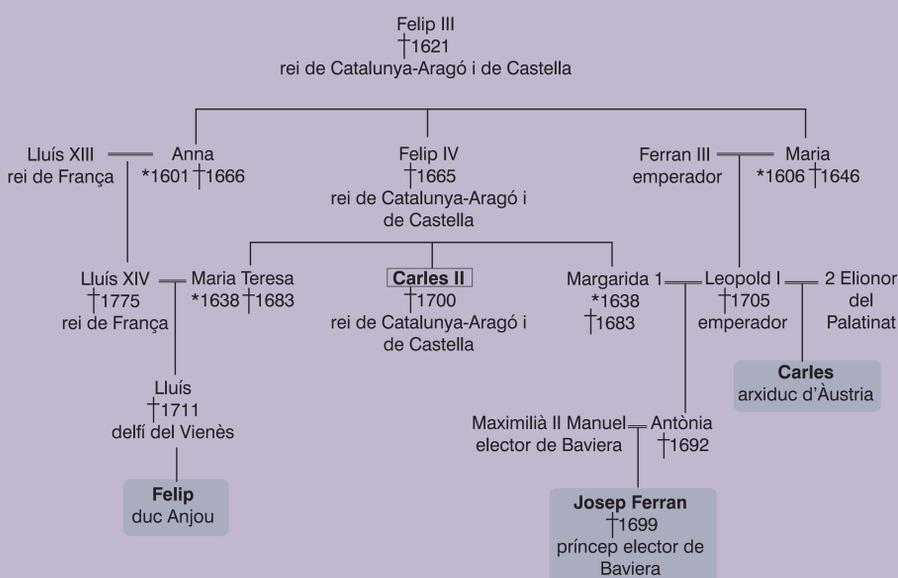 Felip III
†1621
rei de Catalunya-Aragó i de Castella
Lluís XIII
rei de França
Anna
*1601 †1666
Felip IV
†1665
rei de Catalunya-Aragó i
de Castella
Ferran III
emperador
Maria
*1606 †1646
Lluís XIV
†1775
rei de França
Maria Teresa
*1638 †1683
Carles II
†1700
rei de Catalunya-Aragó i
de Castella
Margarida 1
*1638
†1683
Leopold I
†1705
emperador
2 Elionor
del
Palatinat
Carles
arxiduc d'Àustria
Lluís
†1711
delfí del Vienès
Maximilià II Manuel
elector de Baviera
Antònia
†1692
Felip
duc Anjou
Josep Ferran
†1699
príncep elector de
Baviera